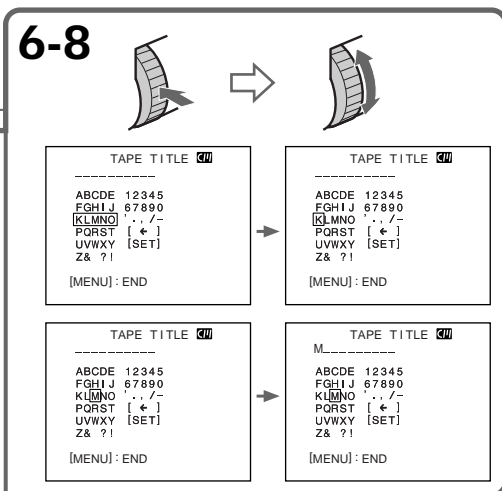 6-8
TAPE TITLE
__________
ABCDE 12345
FGHIJ 67890
KLMNO '.,/-
PQRST [ ← ]
UVWXY [SET]
Z& ?!
[MENU] : END
TAPE TITLE
__________
ABCDE 12345
FGHIJ 67890
KLMNO '.,/-
PQRST [ ← ]
UVWXY [SET]
Z& ?!
[MENU] : END
TAPE TITLE
__________
ABCDE 12345
FGHIJ 67890
KLMNO '.,/-
PQRST [ ← ]
UVWXY [SET]
Z& ?!
[MENU] : END
TAPE TITLE
M_________
ABCDE 12345
FGHIJ 67890
KLMNO '.,/-
PQRST [ ← ]
UVWXY [SET]
Z& ?!
[MENU] : END